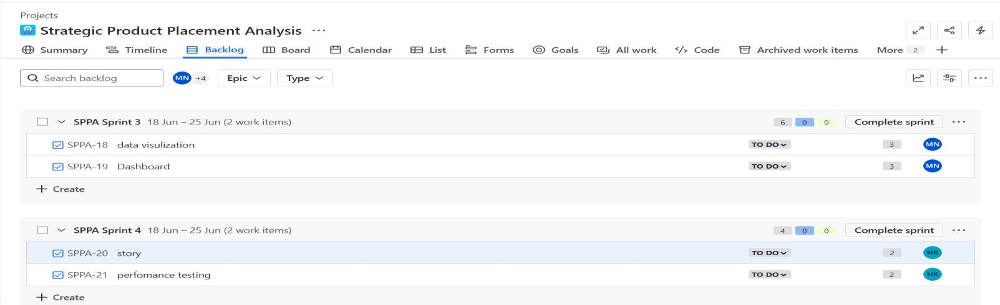 Projects
Strategic Product Placement Analysis ...
Summary Timeline Backlog Board Calendar List Forms Goals All work Code Archived work items More 2
Search backlog MN +4 Epic Type
SPPA Sprint 3 18 Jun – 25 Jun (2 work items) 6 0 0 Complete sprint ...
SPPA-18 data visulization TO DO 3 MN
SPPA-19 Dashboard TO DO 3 MN
+ Create
SPPA Sprint 4 18 Jun – 25 Jun (2 work items) 4 0 0 Complete sprint ...
SPPA-20 story TO DO 2 HK
SPPA-21 perfomance testing TO DO 2 HK
+ Create